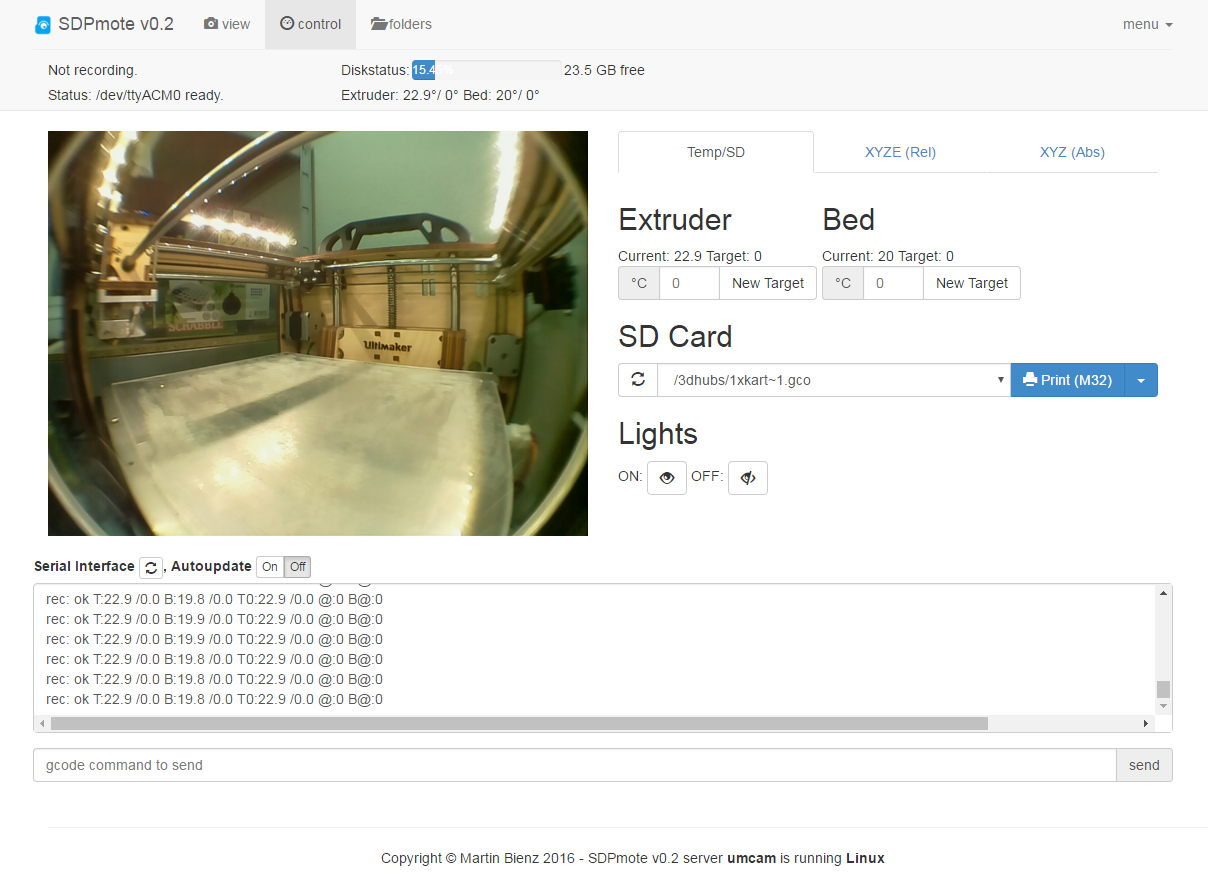 SDPmote v0.2 view control folders menu
Not recording. Diskstatus: 15.4 23.5 GB free
Status: /dev/ttyACM0 ready. Extruder: 22.9°/ 0° Bed: 20°/ 0°
Temp/SD XYZE (Rel) XYZ (Abs)
Extruder Bed
Current: 22.9 Target: 0 Current: 20 Target: 0
°C 0 New Target °C 0 New Target
SCRABBLE
Ultimaker
SD Card
/3dhubs/1xkart~1.gco Print (M32)
Lights
ON: OFF:
Serial Interface , Autoupdate On Off
rec: ok T:22.9 /0.0 B:19.8 /0.0 T0:22.9 /0.0 @:0 B@:0
rec: ok T:22.9 /0.0 B:19.9 /0.0 T0:22.9 /0.0 @:0 B@:0
rec: ok T:22.9 /0.0 B:19.9 /0.0 T0:22.9 /0.0 @:0 B@:0
rec: ok T:22.9 /0.0 B:19.8 /0.0 T0:22.9 /0.0 @:0 B@:0
rec: ok T:22.9 /0.0 B:19.8 /0.0 T0:22.9 /0.0 @:0 B@:0
rec: ok T:22.9 /0.0 B:19.8 /0.0 T0:22.9 /0.0 @:0 B@:0
gcode command to send send
Copyright © Martin Bienz 2016 - SDPmote v0.2 server umcam is running Linux